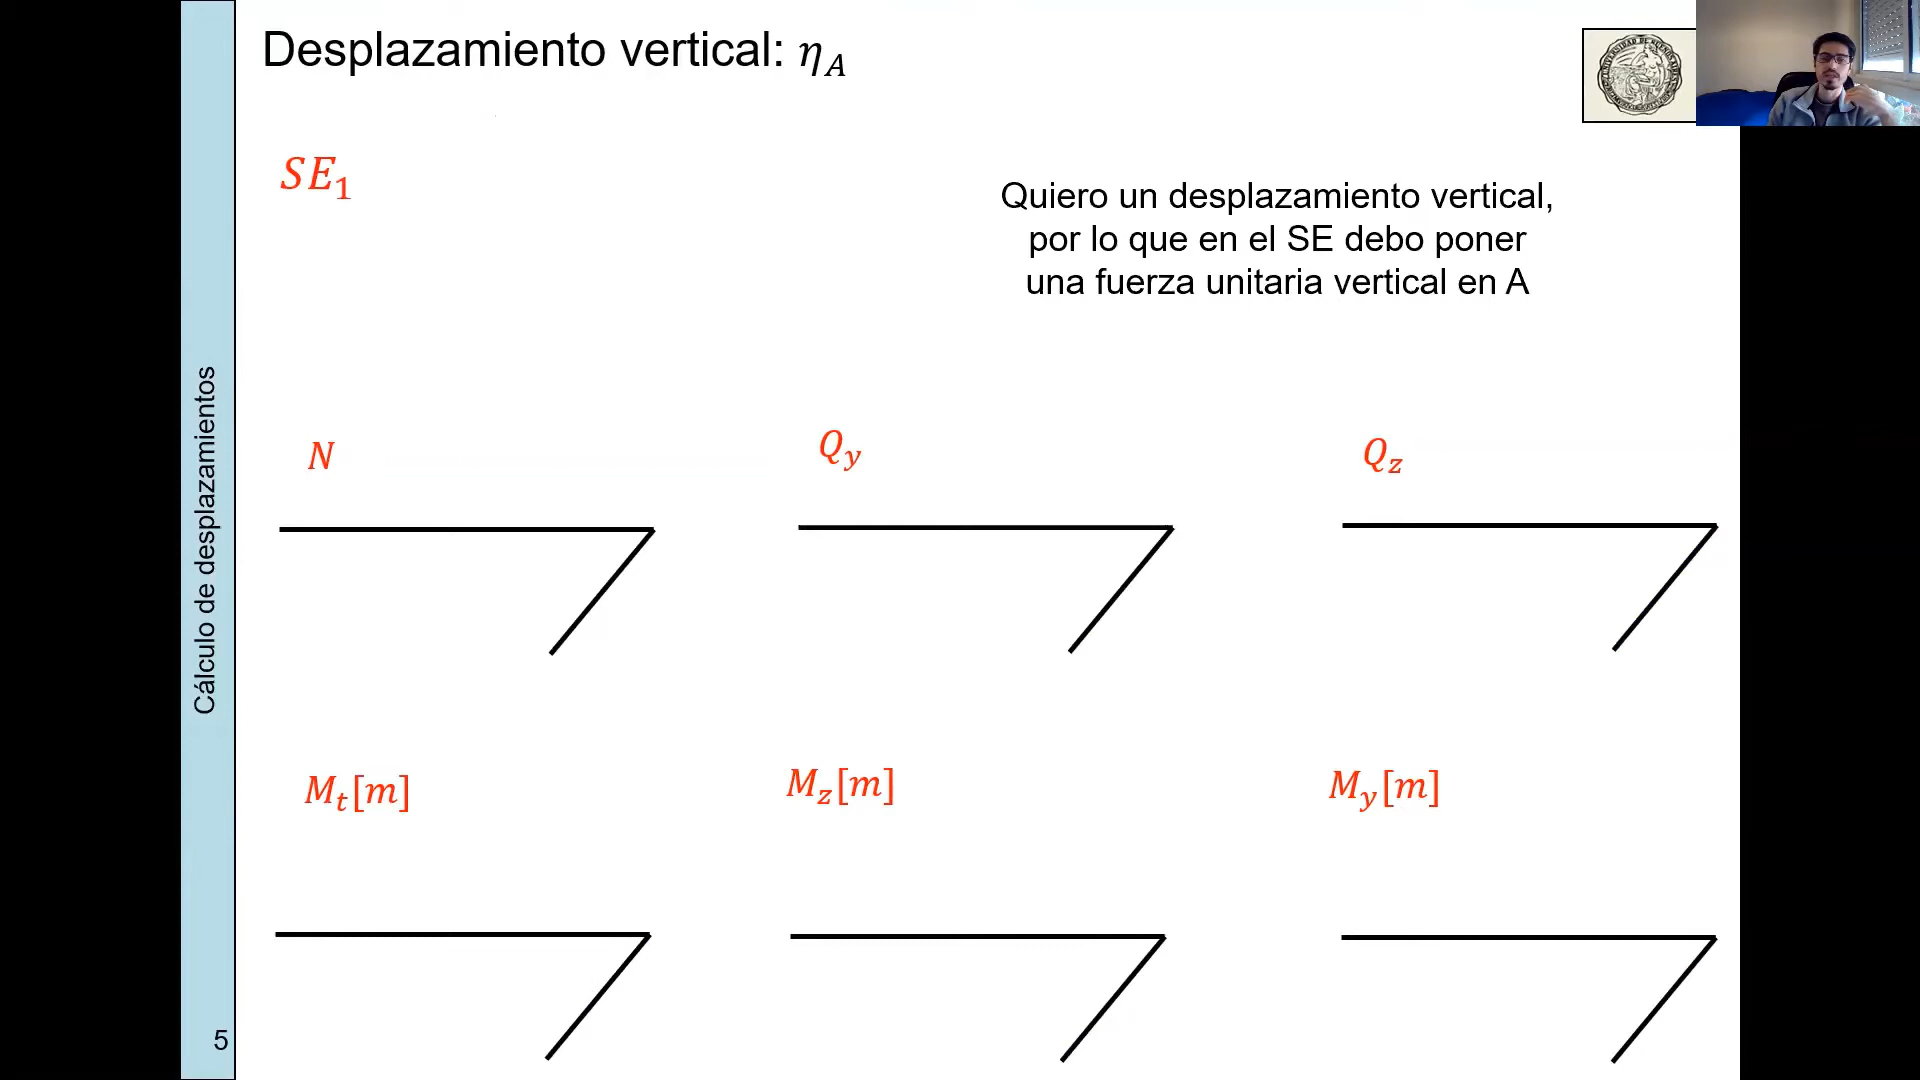 Desplazamiento vertical: η_A
SE₁
Quiero un desplazamiento vertical,
por lo que en el SE debo poner
una fuerza unitaria vertical en A
N
Q_y
Q_z
M_t[m]
M_z[m]
M_y[m]
Cálculo de desplazamientos
5